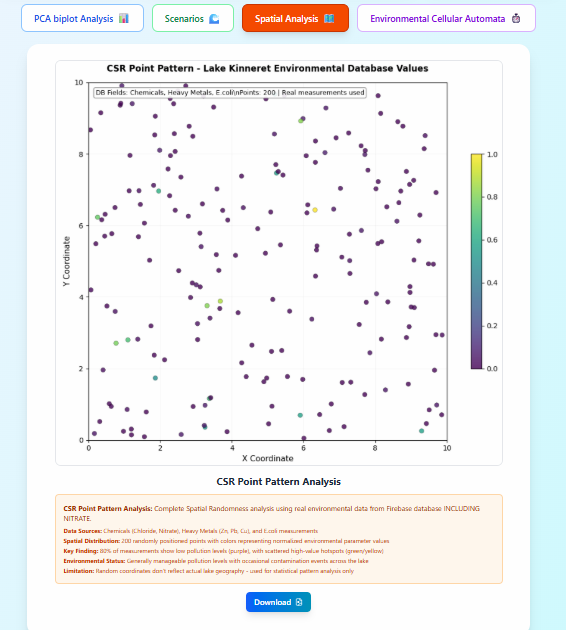 PCA biplot Analysis
Scenarios
Spatial Analysis
Environmental Cellular Automata
CSR Point Pattern - Lake Kinneret Environmental Database Values
DB Fields: Chemicals, Heavy Metals, E.coli\nPoints: 200 | Real measurements used
10
8
6
4
2
0
Y Coordinate
0
2
4
6
8
10
X Coordinate
1.0
0.8
0.6
0.4
0.2
0.0
CSR Point Pattern Analysis
CSR Point Pattern Analysis: Complete Spatial Randomness analysis using real environmental data from Firebase database INCLUDING
NITRATE.
Data Sources: Chemicals (Chloride, Nitrate), Heavy Metals (Zn, Pb, Cu), and E.coli measurements
Spatial Distribution: 200 randomly positioned points with colors representing normalized environmental parameter values
Key Finding: 80% of measurements show low pollution levels (purple), with scattered high-value hotspots (green/yellow)
Environmental Status: Generally manageable pollution levels with occasional contamination events across the lake
Limitation: Random coordinates don't reflect actual lake geography - used for statistical pattern analysis only
Download